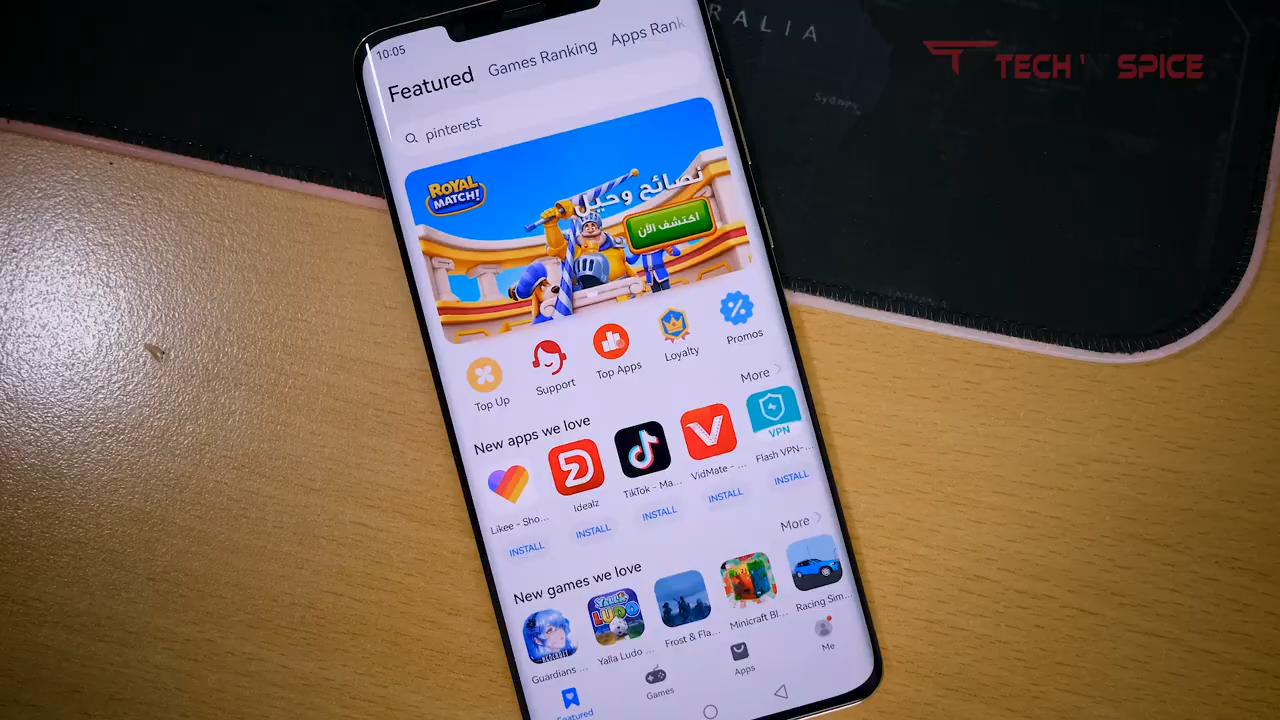 RALIA
Sydney
TECH 'N SPICE
10:05
Featured
Games Ranking
Apps Rank
pinterest
ROYAL
MATCH!
نصائح وحيل
اكتشف الآن
Top Up
Support
Top Apps
Loyalty
Promos
New apps we love
More
VPN
Likee - Sho...
Idealz
TikTok - Ma...
VidMate - ...
Flash VPN-...
INSTALL
INSTALL
INSTALL
INSTALL
INSTALL
New games we love
More
YALLA
LUDO
Guardians ...
Yalla Ludo ...
Frost & Fla...
Minicraft Bl...
Racing Sim...
Featured
Games
Apps
Me